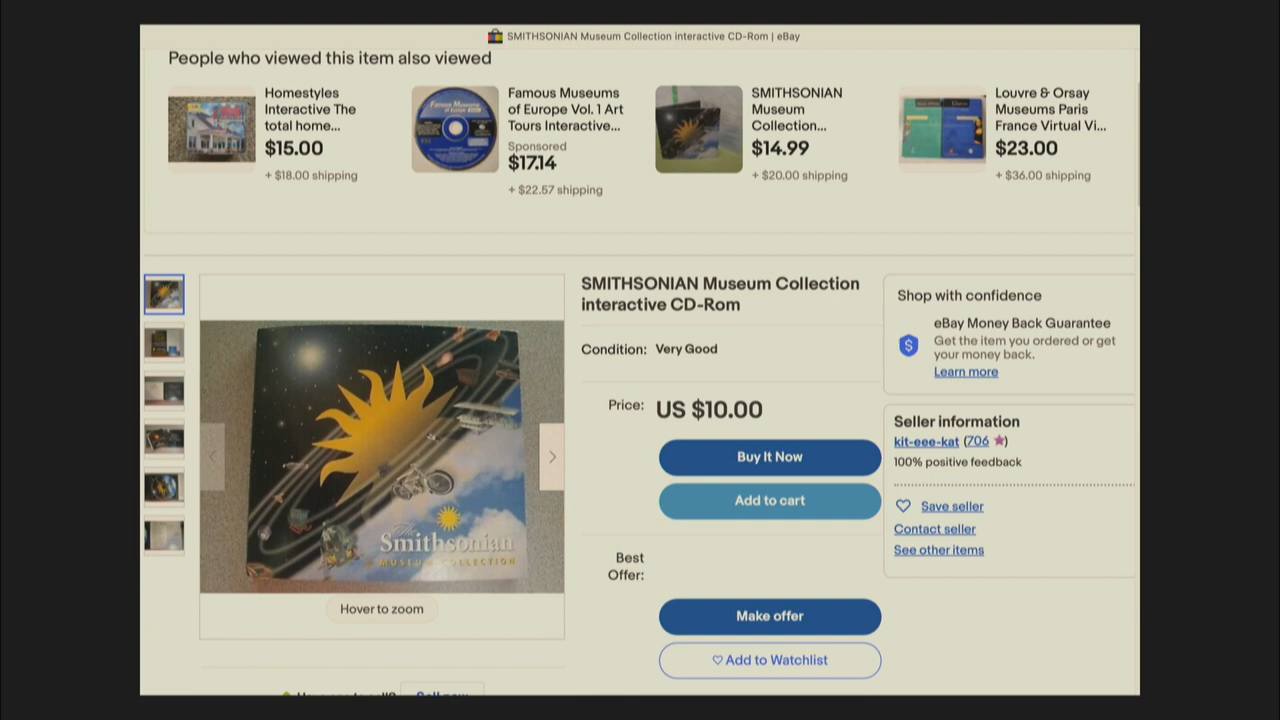 SMITHSONIAN Museum Collection interactive CD-Rom | eBay
People who viewed this item also viewed
Homestyles
Interactive The
total home...
$15.00
+ $18.00 shipping
Famous Museums
of Europe Vol. 1 Art
Tours Interactive...
Sponsored
$17.14
+ $22.57 shipping
SMITHSONIAN
Museum
Collection...
$14.99
+ $20.00 shipping
Louvre & Orsay
Museums Paris
France Virtual Vi...
$23.00
+ $36.00 shipping
The
Smithsonian
MUSEUM COLLECTION
Hover to zoom
SMITHSONIAN Museum Collection
interactive CD-Rom
Condition: Very Good
Price: US $10.00
Buy It Now
Add to cart
Best
Offer:
Make offer
Add to Watchlist
Shop with confidence
eBay Money Back Guarantee
Get the item you ordered or get
your money back.
Learn more
Seller information
kit-eee-kat (706)
100% positive feedback
Save seller
Contact seller
See other items